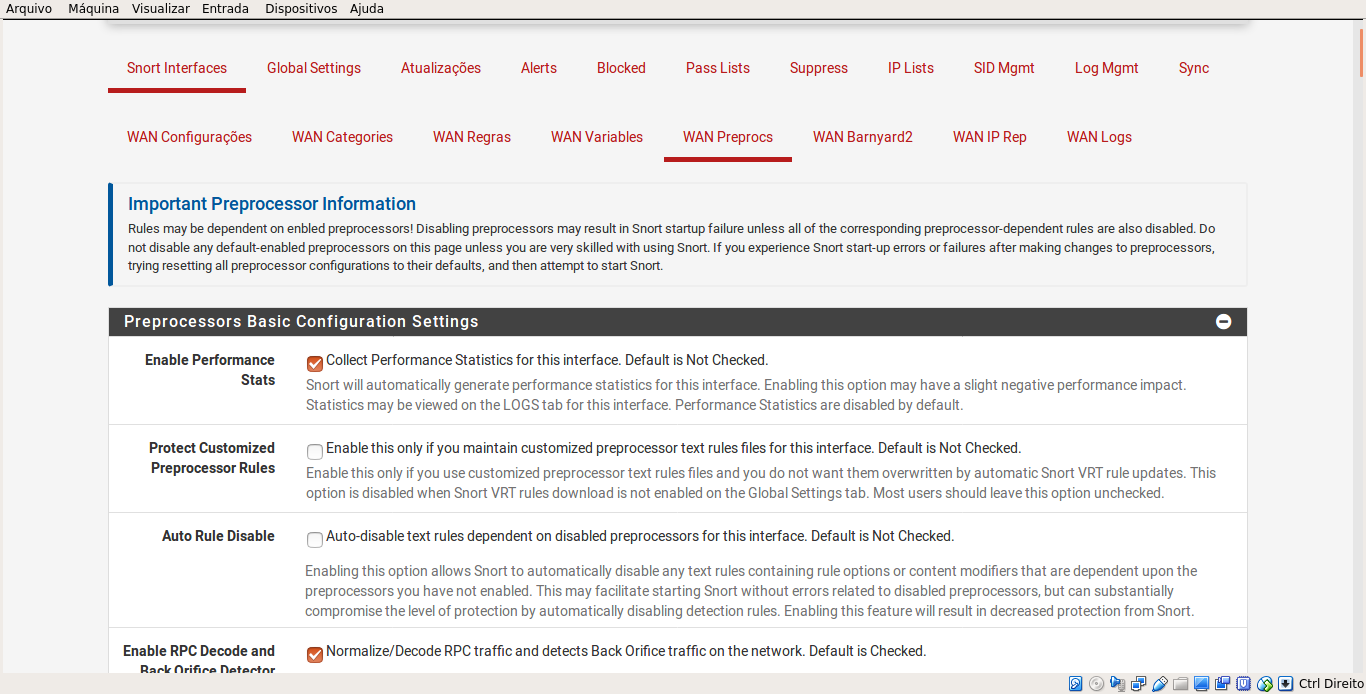 Arquivo Máquina Visualizar Entrada Dispositivos Ajuda
Snort Interfaces Global Settings Atualizações Alerts Blocked Pass Lists Suppress IP Lists SID Mgmt Log Mgmt Sync
WAN Configurações WAN Categories WAN Regras WAN Variables WAN Preprocs WAN Barnyard2 WAN IP Rep WAN Logs
Important Preprocessor Information
Rules may be dependent on enbled preprocessors! Disabling preprocessors may result in Snort startup failure unless all of the corresponding preprocessor-dependent rules are also disabled. Do
not disable any default-enabled preprocessors on this page unless you are very skilled with using Snort. If you experience Snort start-up errors or failures after making changes to preprocessors,
trying resetting all preprocessor configurations to their defaults, and then attempt to start Snort.
Preprocessors Basic Configuration Settings
Enable Performance
Stats
Collect Performance Statistics for this interface. Default is Not Checked.
Snort will automatically generate performance statistics for this interface. Enabling this option may have a slight negative performance impact.
Statistics may be viewed on the LOGS tab for this interface. Performance Statistics are disabled by default.
Protect Customized
Preprocessor Rules
Enable this only if you maintain customized preprocessor text rules files for this interface. Default is Not Checked.
Enable this only if you use customized preprocessor text rules files and you do not want them overwritten by automatic Snort VRT rule updates. This
option is disabled when Snort VRT rules download is not enabled on the Global Settings tab. Most users should leave this option unchecked.
Auto Rule Disable
Auto-disable text rules dependent on disabled preprocessors for this interface. Default is Not Checked.
Enabling this option allows Snort to automatically disable any text rules containing rule options or content modifiers that are dependent upon the
preprocessors you have not enabled. This may facilitate starting Snort without errors related to disabled preprocessors, but can substantially
compromise the level of protection by automatically disabling detection rules. Enabling this feature will result in decreased protection from Snort.
Enable RPC Decode and
Back Orifice Detector
Normalize/Decode RPC traffic and detects Back Orifice traffic on the network. Default is Checked.
Ctrl Direito